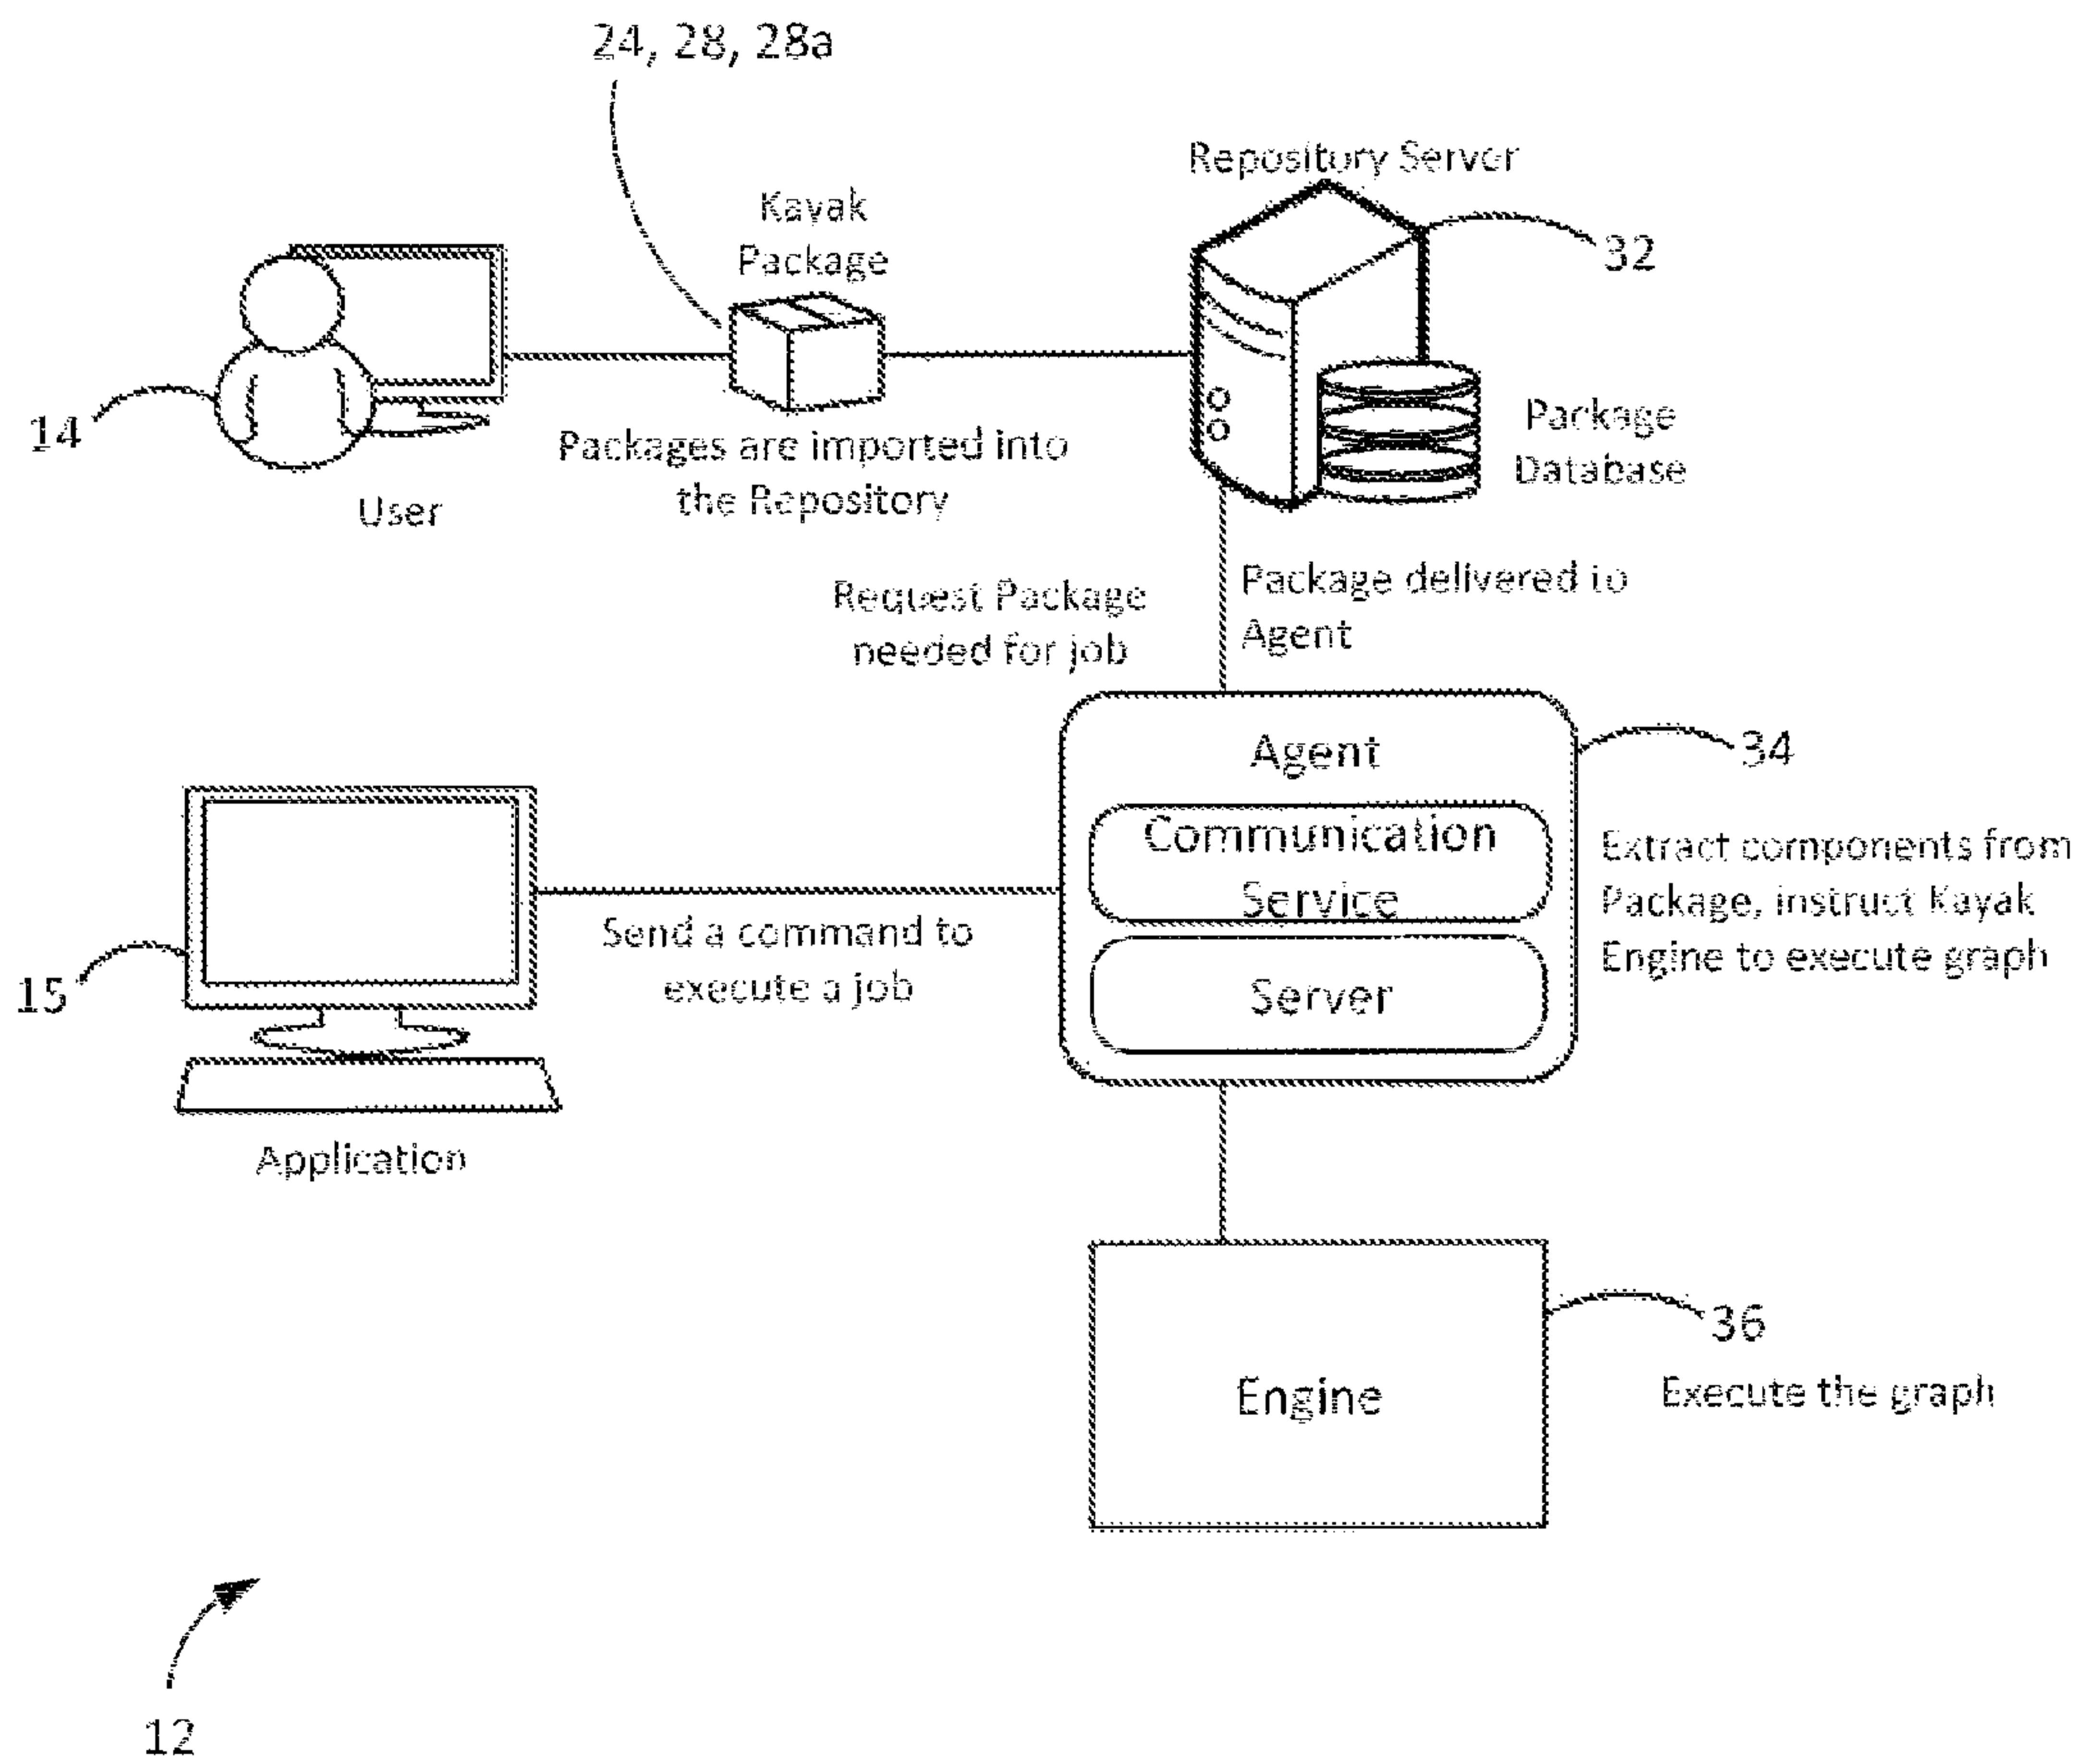 24, 28, 28a
Repository Server
32
Kayak
Package
14
User
Packages are imported into
the Repository
Package
Database
Request Package
needed for job
Package delivered to
Agent
Agent
34
Communication
Service
Server
Extract components from
Package, instruct Kayak
Engine to execute graph
15
Send a command to
execute a job
Application
Engine
36
Execute the graph
12